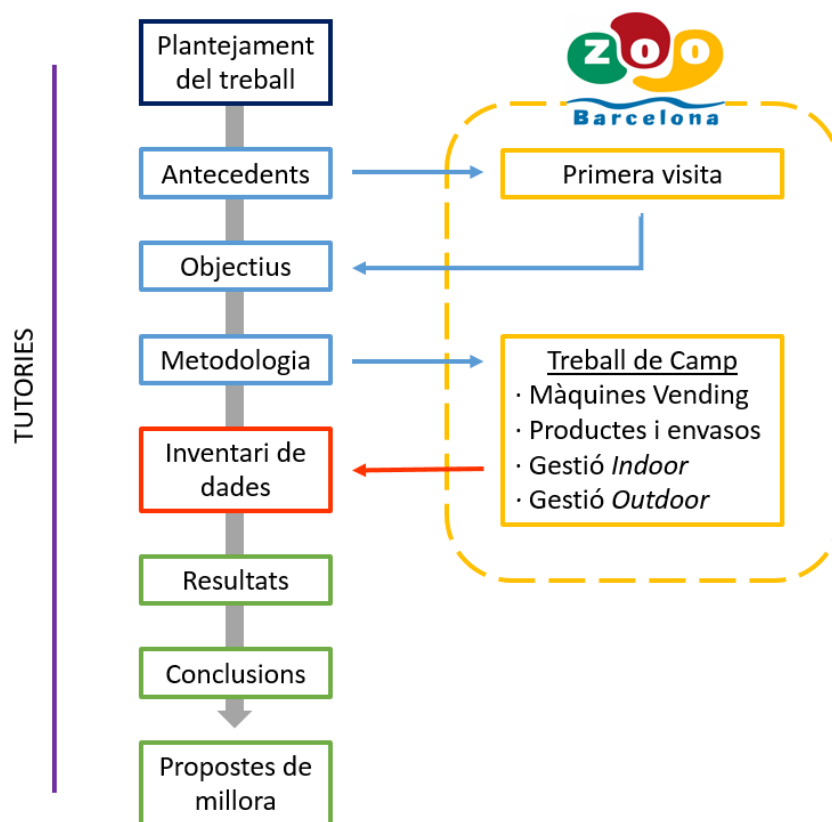 Plantejament
del treball
zoo
Barcelona
Antecedents
Primera visita
Objectius
Metodologia
Treball de Camp
· Màquines Vending
· Productes i envasos
· Gestió Indoor
· Gestió Outdoor
TUTORIES
Inventari de
dades
Resultats
Conclusions
Propostes de
millora